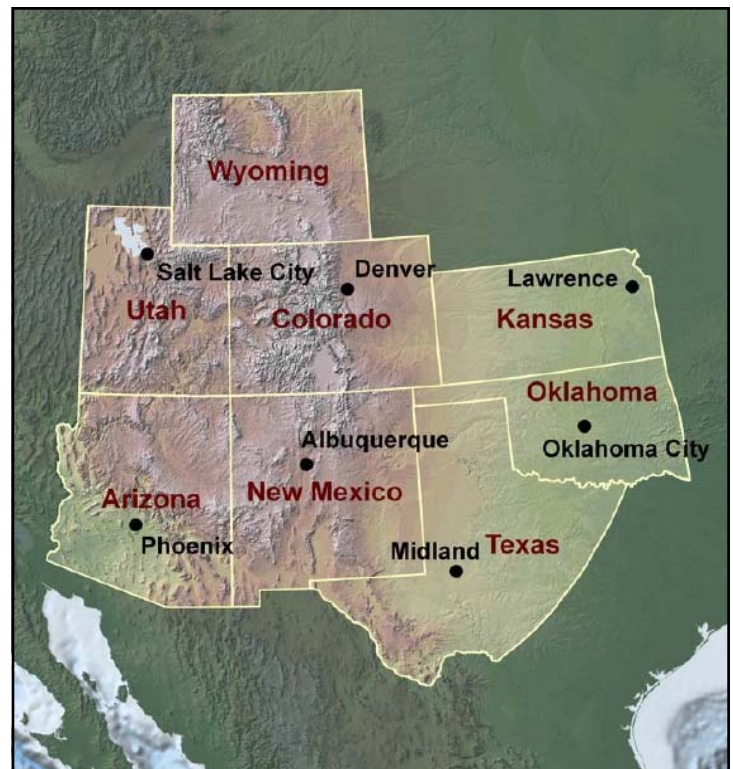 Wyoming
Salt Lake City
Denver
Lawrence
Utah
Colorado
Kansas
Oklahoma
Albuquerque
Oklahoma City
Arizona
New Mexico
Phoenix
Midland
Texas